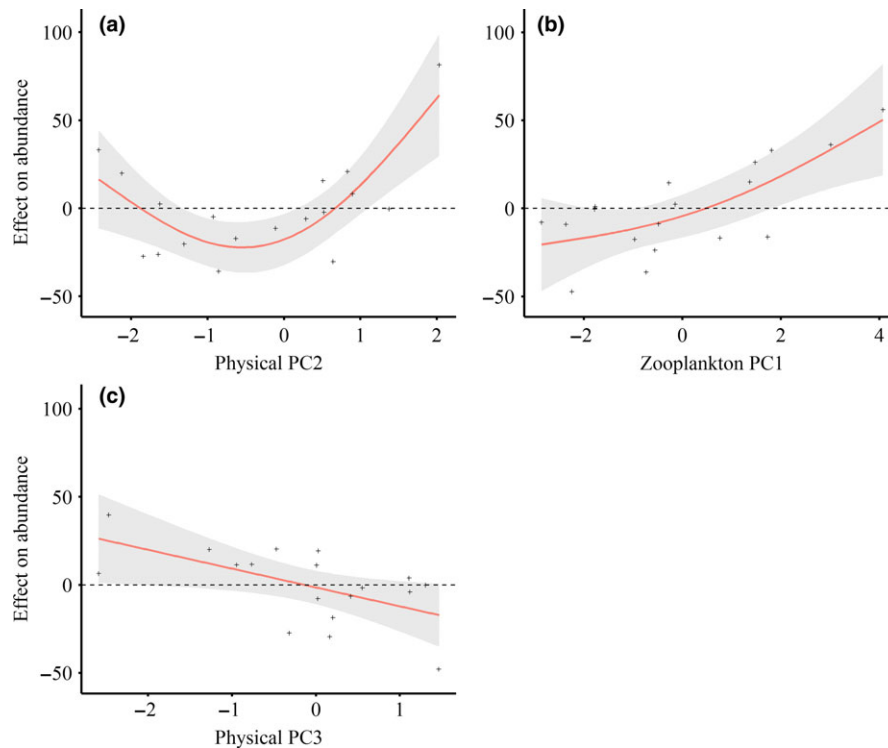 (a)
100
50
0
−50
Effect on abundance
−2 −1 0 1 2
Physical PC2
(b)
100
50
0
−50
−2 0 2 4
Zooplankton PC1
(c)
100
50
0
−50
Effect on abundance
−2 −1 0 1
Physical PC3